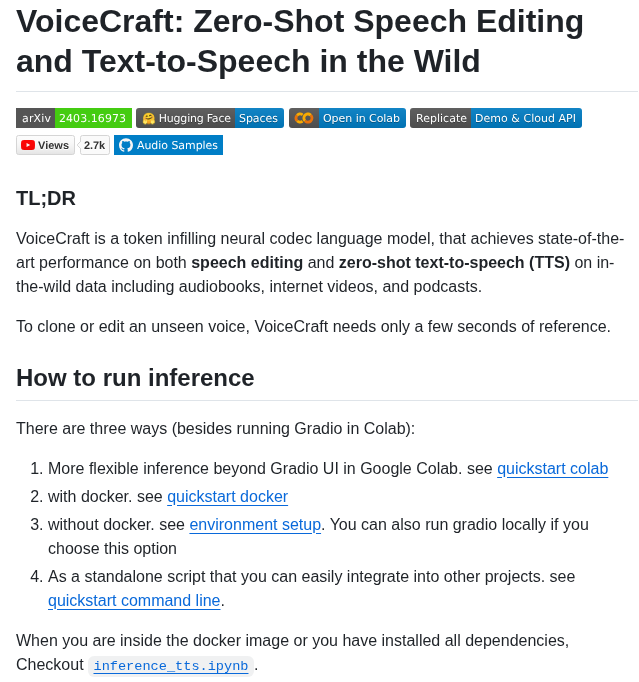 VoiceCraft: Zero-Shot Speech Editing
and Text-to-Speech in the Wild
arXiv 2403.16973 Hugging Face Spaces Open in Colab Replicate Demo & Cloud API
Views 2.7k Audio Samples
TL;DR
VoiceCraft is a token infilling neural codec language model, that achieves state-of-the-
art performance on both speech editing and zero-shot text-to-speech (TTS) on in-
the-wild data including audiobooks, internet videos, and podcasts.
To clone or edit an unseen voice, VoiceCraft needs only a few seconds of reference.
How to run inference
There are three ways (besides running Gradio in Colab):
1. More flexible inference beyond Gradio UI in Google Colab. see quickstart colab
2. with docker. see quickstart docker
3. without docker. see environment setup. You can also run gradio locally if you
choose this option
4. As a standalone script that you can easily integrate into other projects. see
quickstart command line.
When you are inside the docker image or you have installed all dependencies,
Checkout inference_tts.ipynb.